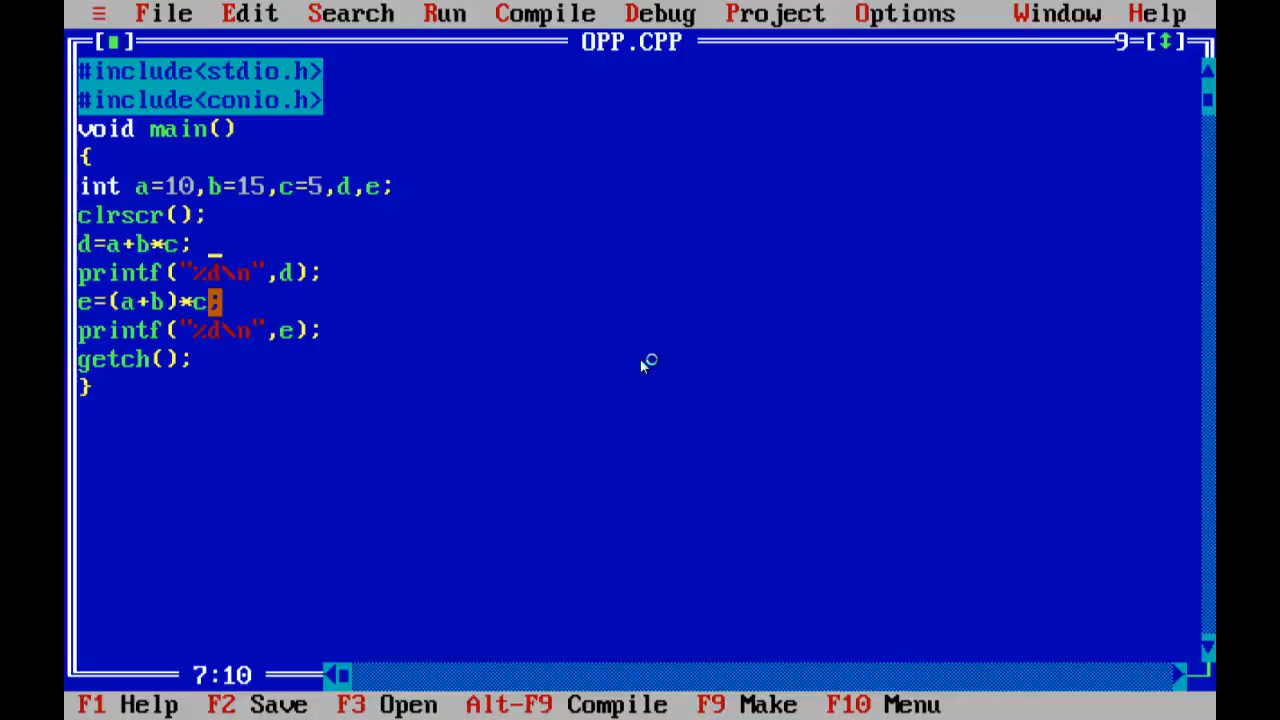 ≡ File Edit Search Run Compile Debug Project Options Window Help
[■] OPP.CPP 9=[↕]
#include<stdio.h>
#include<conio.h>
void main()
{
int a=10,b=15,c=5,d,e;
clrscr();
d=a+b*c;
printf("%d\n",d);
e=(a+b)*c;
printf("%d\n",e);
getch();
}
7:10
F1 Help F2 Save F3 Open Alt-F9 Compile F9 Make F10 Menu